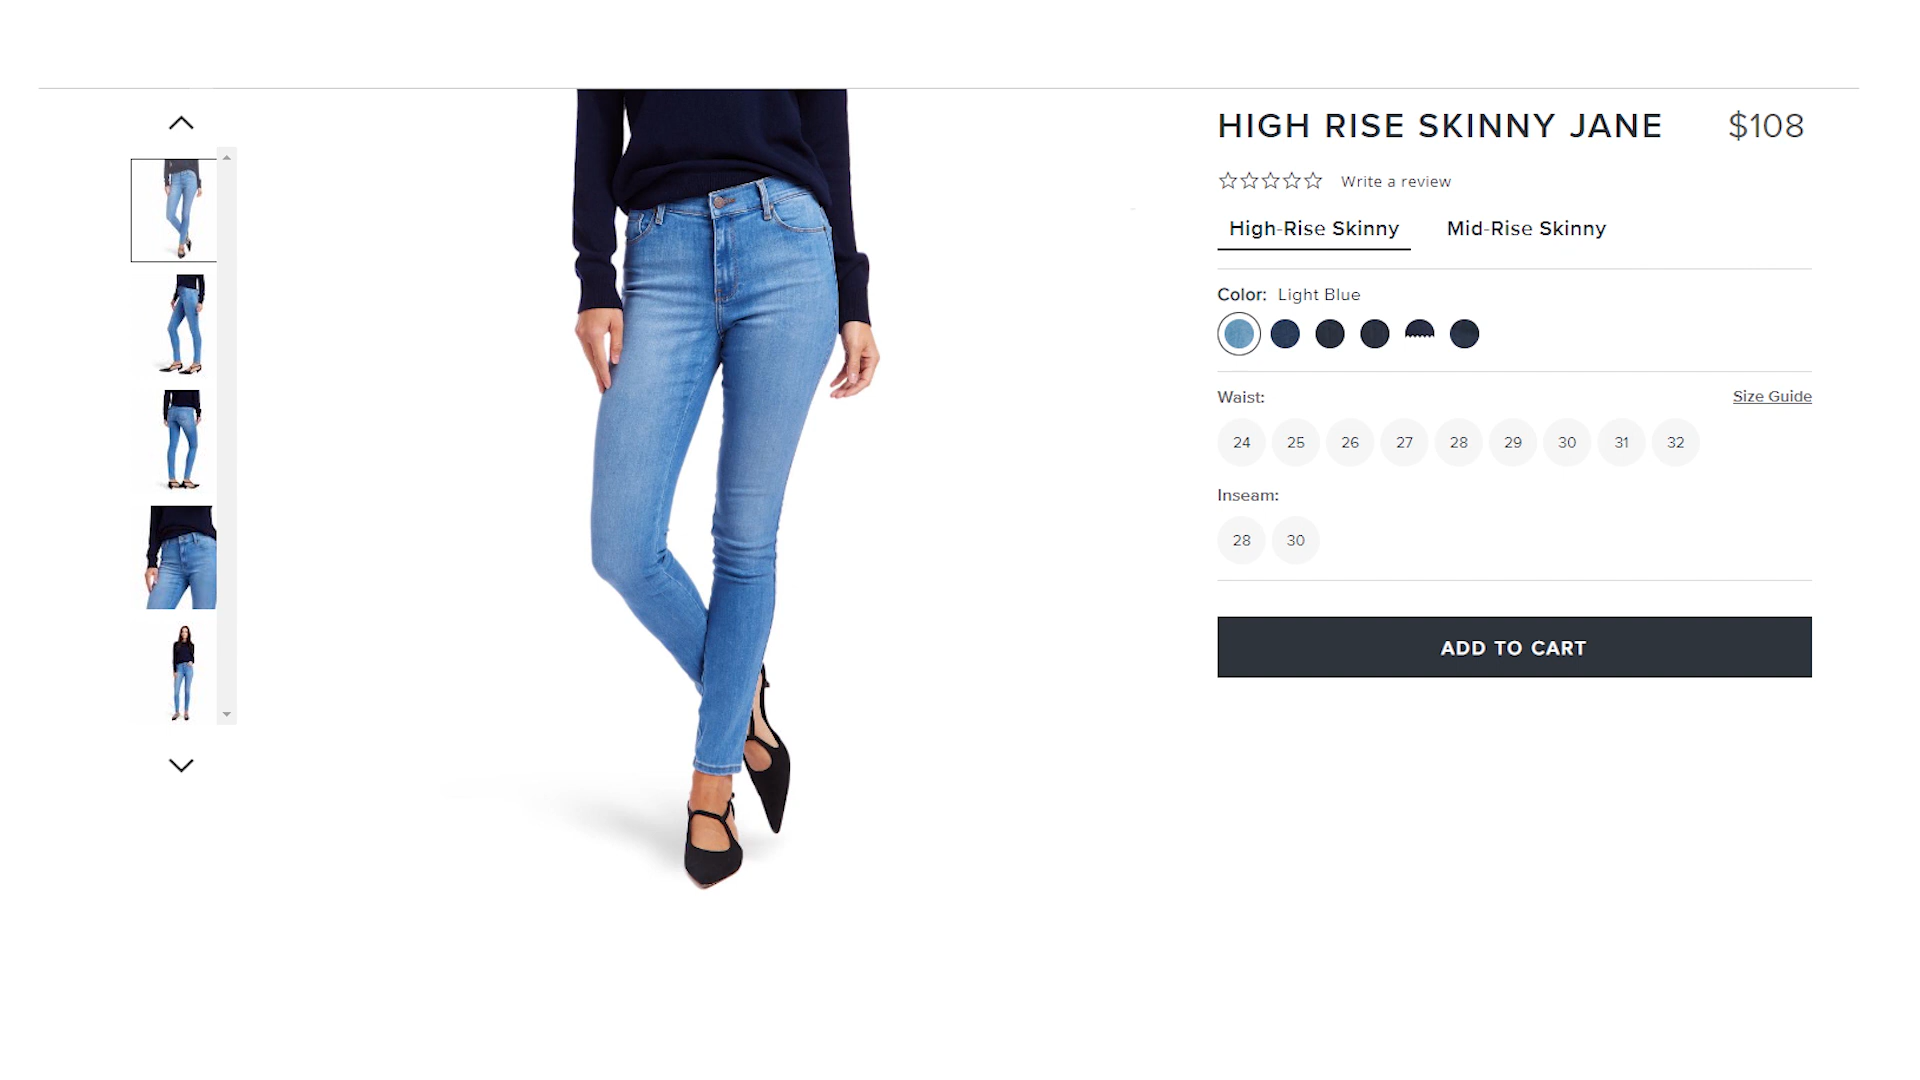 HIGH RISE SKINNY JANE $108
Write a review
High-Rise Skinny Mid-Rise Skinny
Color: Light Blue
Waist: Size Guide
24 25 26 27 28 29 30 31 32
Inseam:
28 30
ADD TO CART